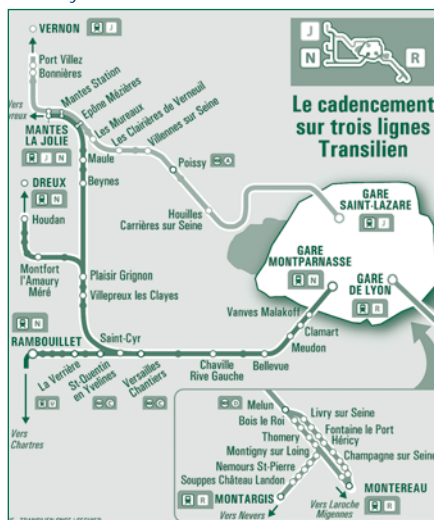 VERNON J
Port Villez
Bonnières
Vers
Mantes Station
Epône Mézières
Les Mureaux
Les Clairières de Verneuil
Villennes sur Seine
MANTES
LA JOLIE
J N
Maule
Beynes
Poissy A
Houilles
Carrières sur Seine
DREUX
N
Houdan
Montfort
l'Amaury
Méré
Plaisir Grignon
Villepreux les Clayes
N
RAMBOUILLET
Saint-Cyr
La Verrière
St-Quentin
en Yvelines
C
Versailles
Chantiers
C
Chaville
Rive Gauche
Bellevue
Meudon
Clamart
Vanves Malakoff
Vers
Chartres
J
N
R
Le cadencement
sur trois lignes
Transilien
GARE
SAINT-LAZARE
J
GARE
MONTPARNASSE
N
GARE
DE LYON
R
D Melun
Bois le Roi
Thomery
Montigny sur Loing
Nemours St-Pierre
Souppes Château Landon
R MONTARGIS
Vers Nevers
Livry sur Seine
Fontaine le Port
Héricy
Champagne sur Seine
MONTEREAU
R
Vers Laroche
Migennes